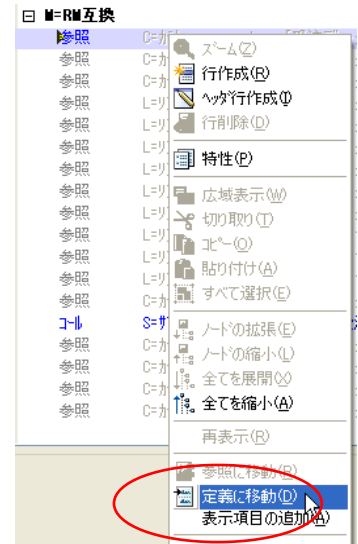 M=RM互換
参照 C=カ
参照 C=カ
参照 C=カ
参照 L=リ
参照 L=リ
参照 L=リ
参照 L=リ
参照 L=リ
参照 L=リ
参照 L=リ
参照 L=リ
参照 L=リ
参照 C=カ
コール S=サ
参照 C=カ
参照 C=カ
参照 C=カ
参照 C=カ
ズーム(Z)
行作成(R)
ヘッダ行作成(I)
行削除(D)
特性(P)
広域表示(W)
切り取り(T)
コピー(O)
貼り付け(A)
すべて選択(E)
ノードの拡張(E)
ノードの縮小(L)
全てを展開(X)
全てを縮小(A)
再表示(R)
参照に移動(R)
定義に移動(D)
表示項目の追加(A)